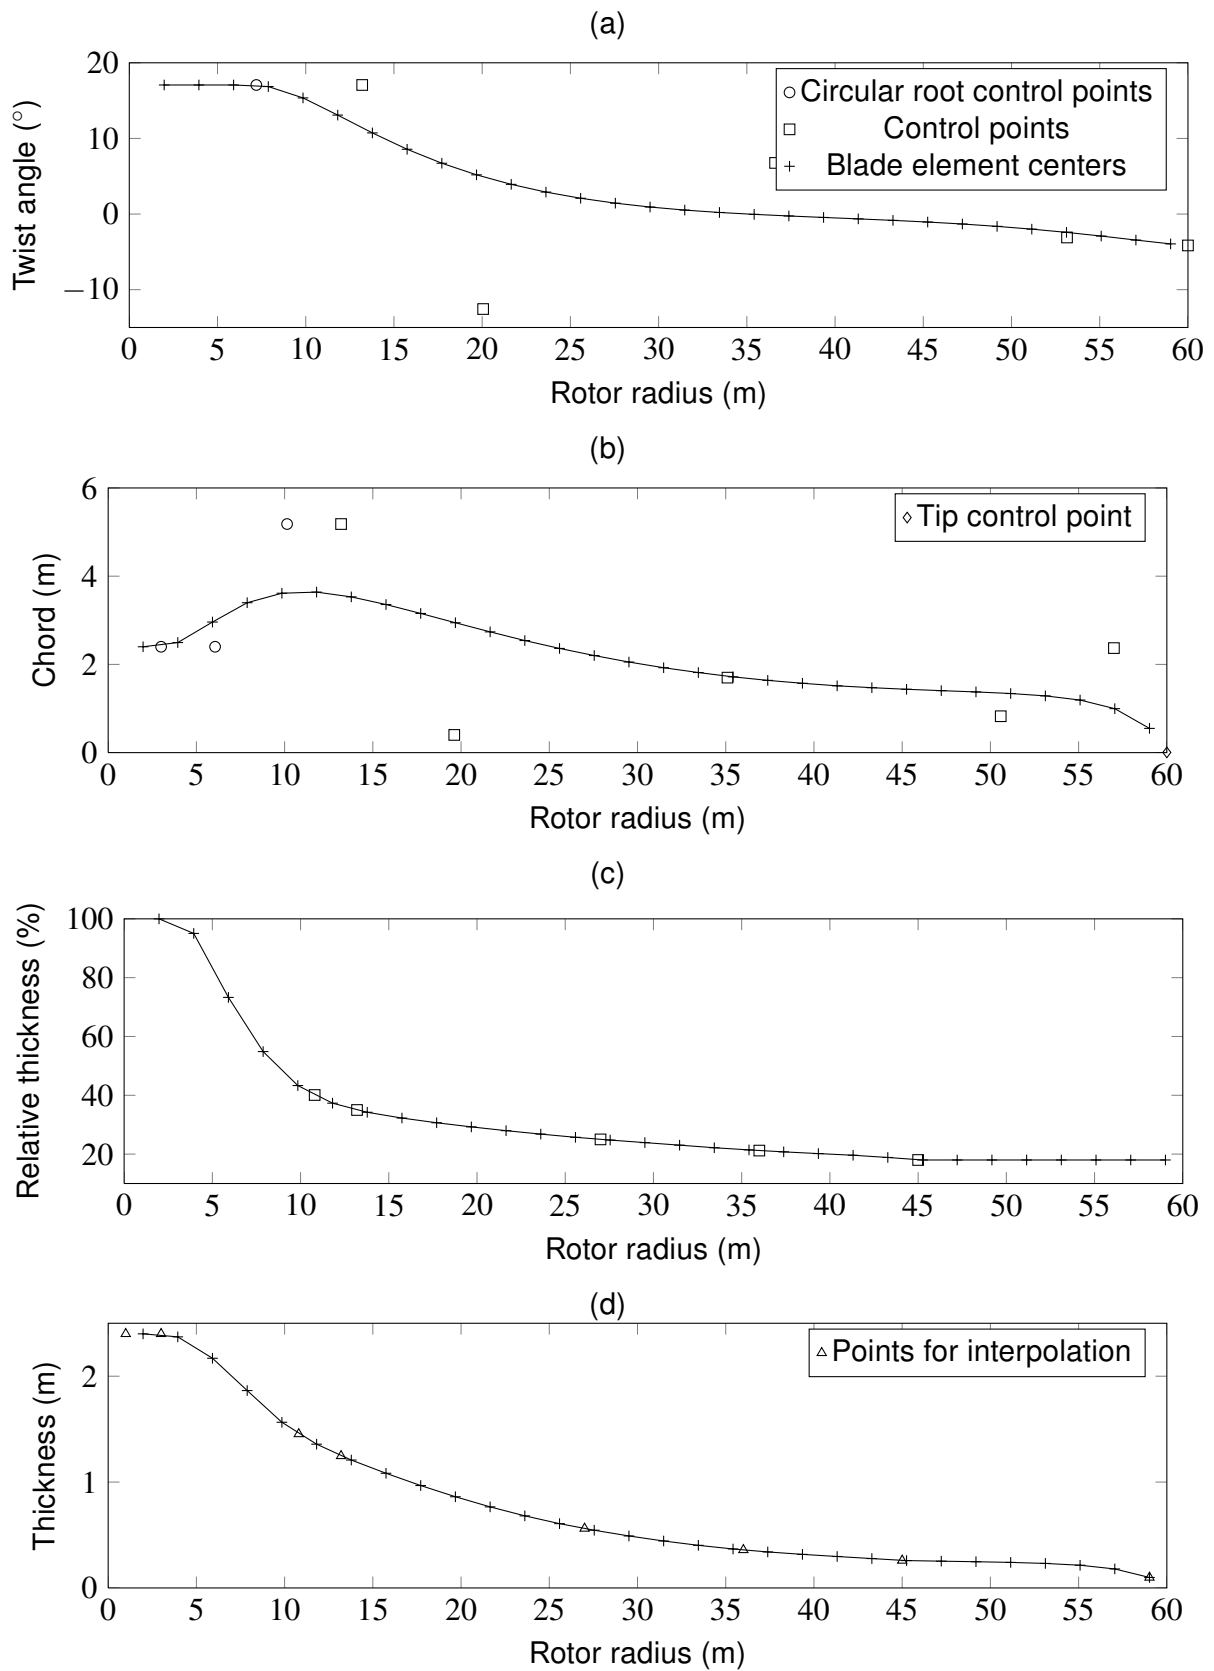 (a)
20
10
0
−10
Twist angle (°)
Circular root control points
Control points
Blade element centers
0 5 10 15 20 25 30 35 40 45 50 55 60
Rotor radius (m)
(b)
6
4
2
0
Chord (m)
Tip control point
0 5 10 15 20 25 30 35 40 45 50 55 60
Rotor radius (m)
(c)
100
80
60
40
20
Relative thickness (%)
0 5 10 15 20 25 30 35 40 45 50 55 60
Rotor radius (m)
(d)
2
1
0
Thickness (m)
Points for interpolation
0 5 10 15 20 25 30 35 40 45 50 55 60
Rotor radius (m)